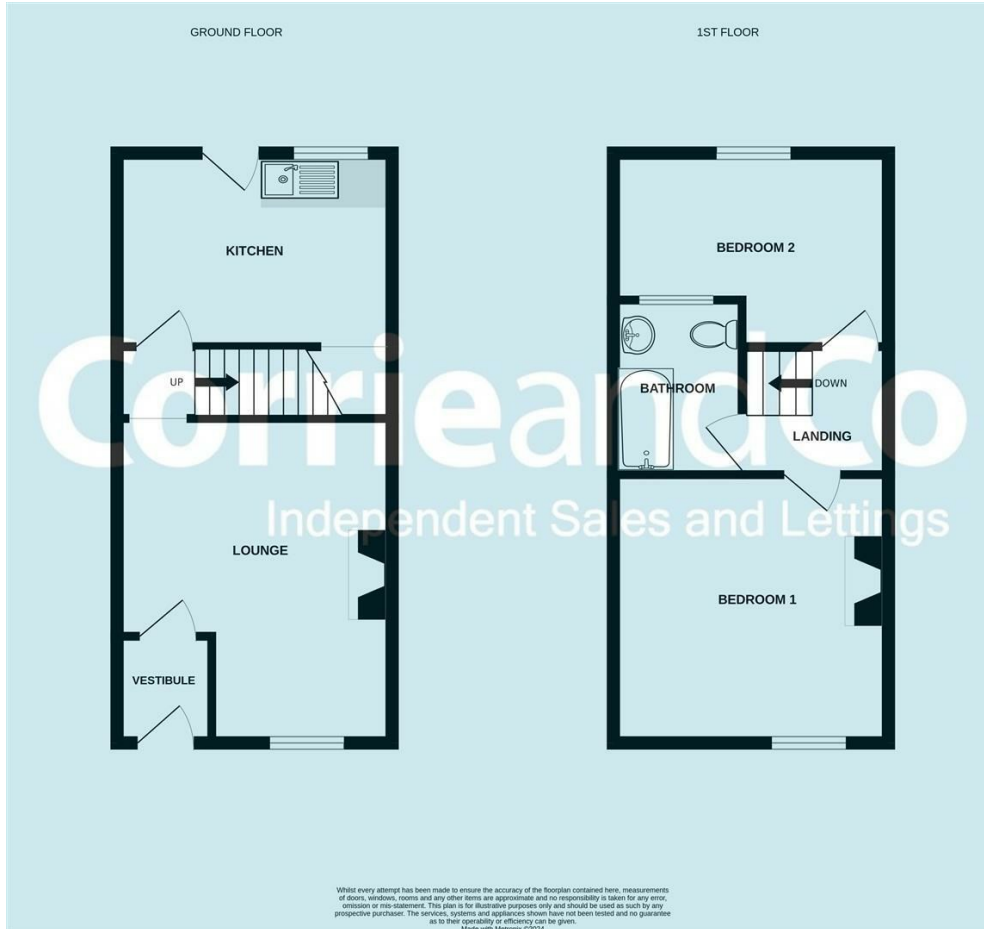 GROUND FLOOR
1ST FLOOR
KITCHEN
BEDROOM 2
UP
BATHROOM
DOWN
LANDING
CorrieandCo
Independent Sales and Lettings
LOUNGE
BEDROOM 1
VESTIBULE
Whilst every attempt has been made to ensure the accuracy of the floorplan contained here, measurements
of doors, windows, rooms and any other items are approximate and no responsibility is taken for any error,
omission or mis-statement. This plan is for illustrative purposes only and should be used as such by any
prospective purchaser. The services, systems and appliances shown have not been tested and no guarantee
as to their operability or efficiency can be given.
Made with Metropix ©2024